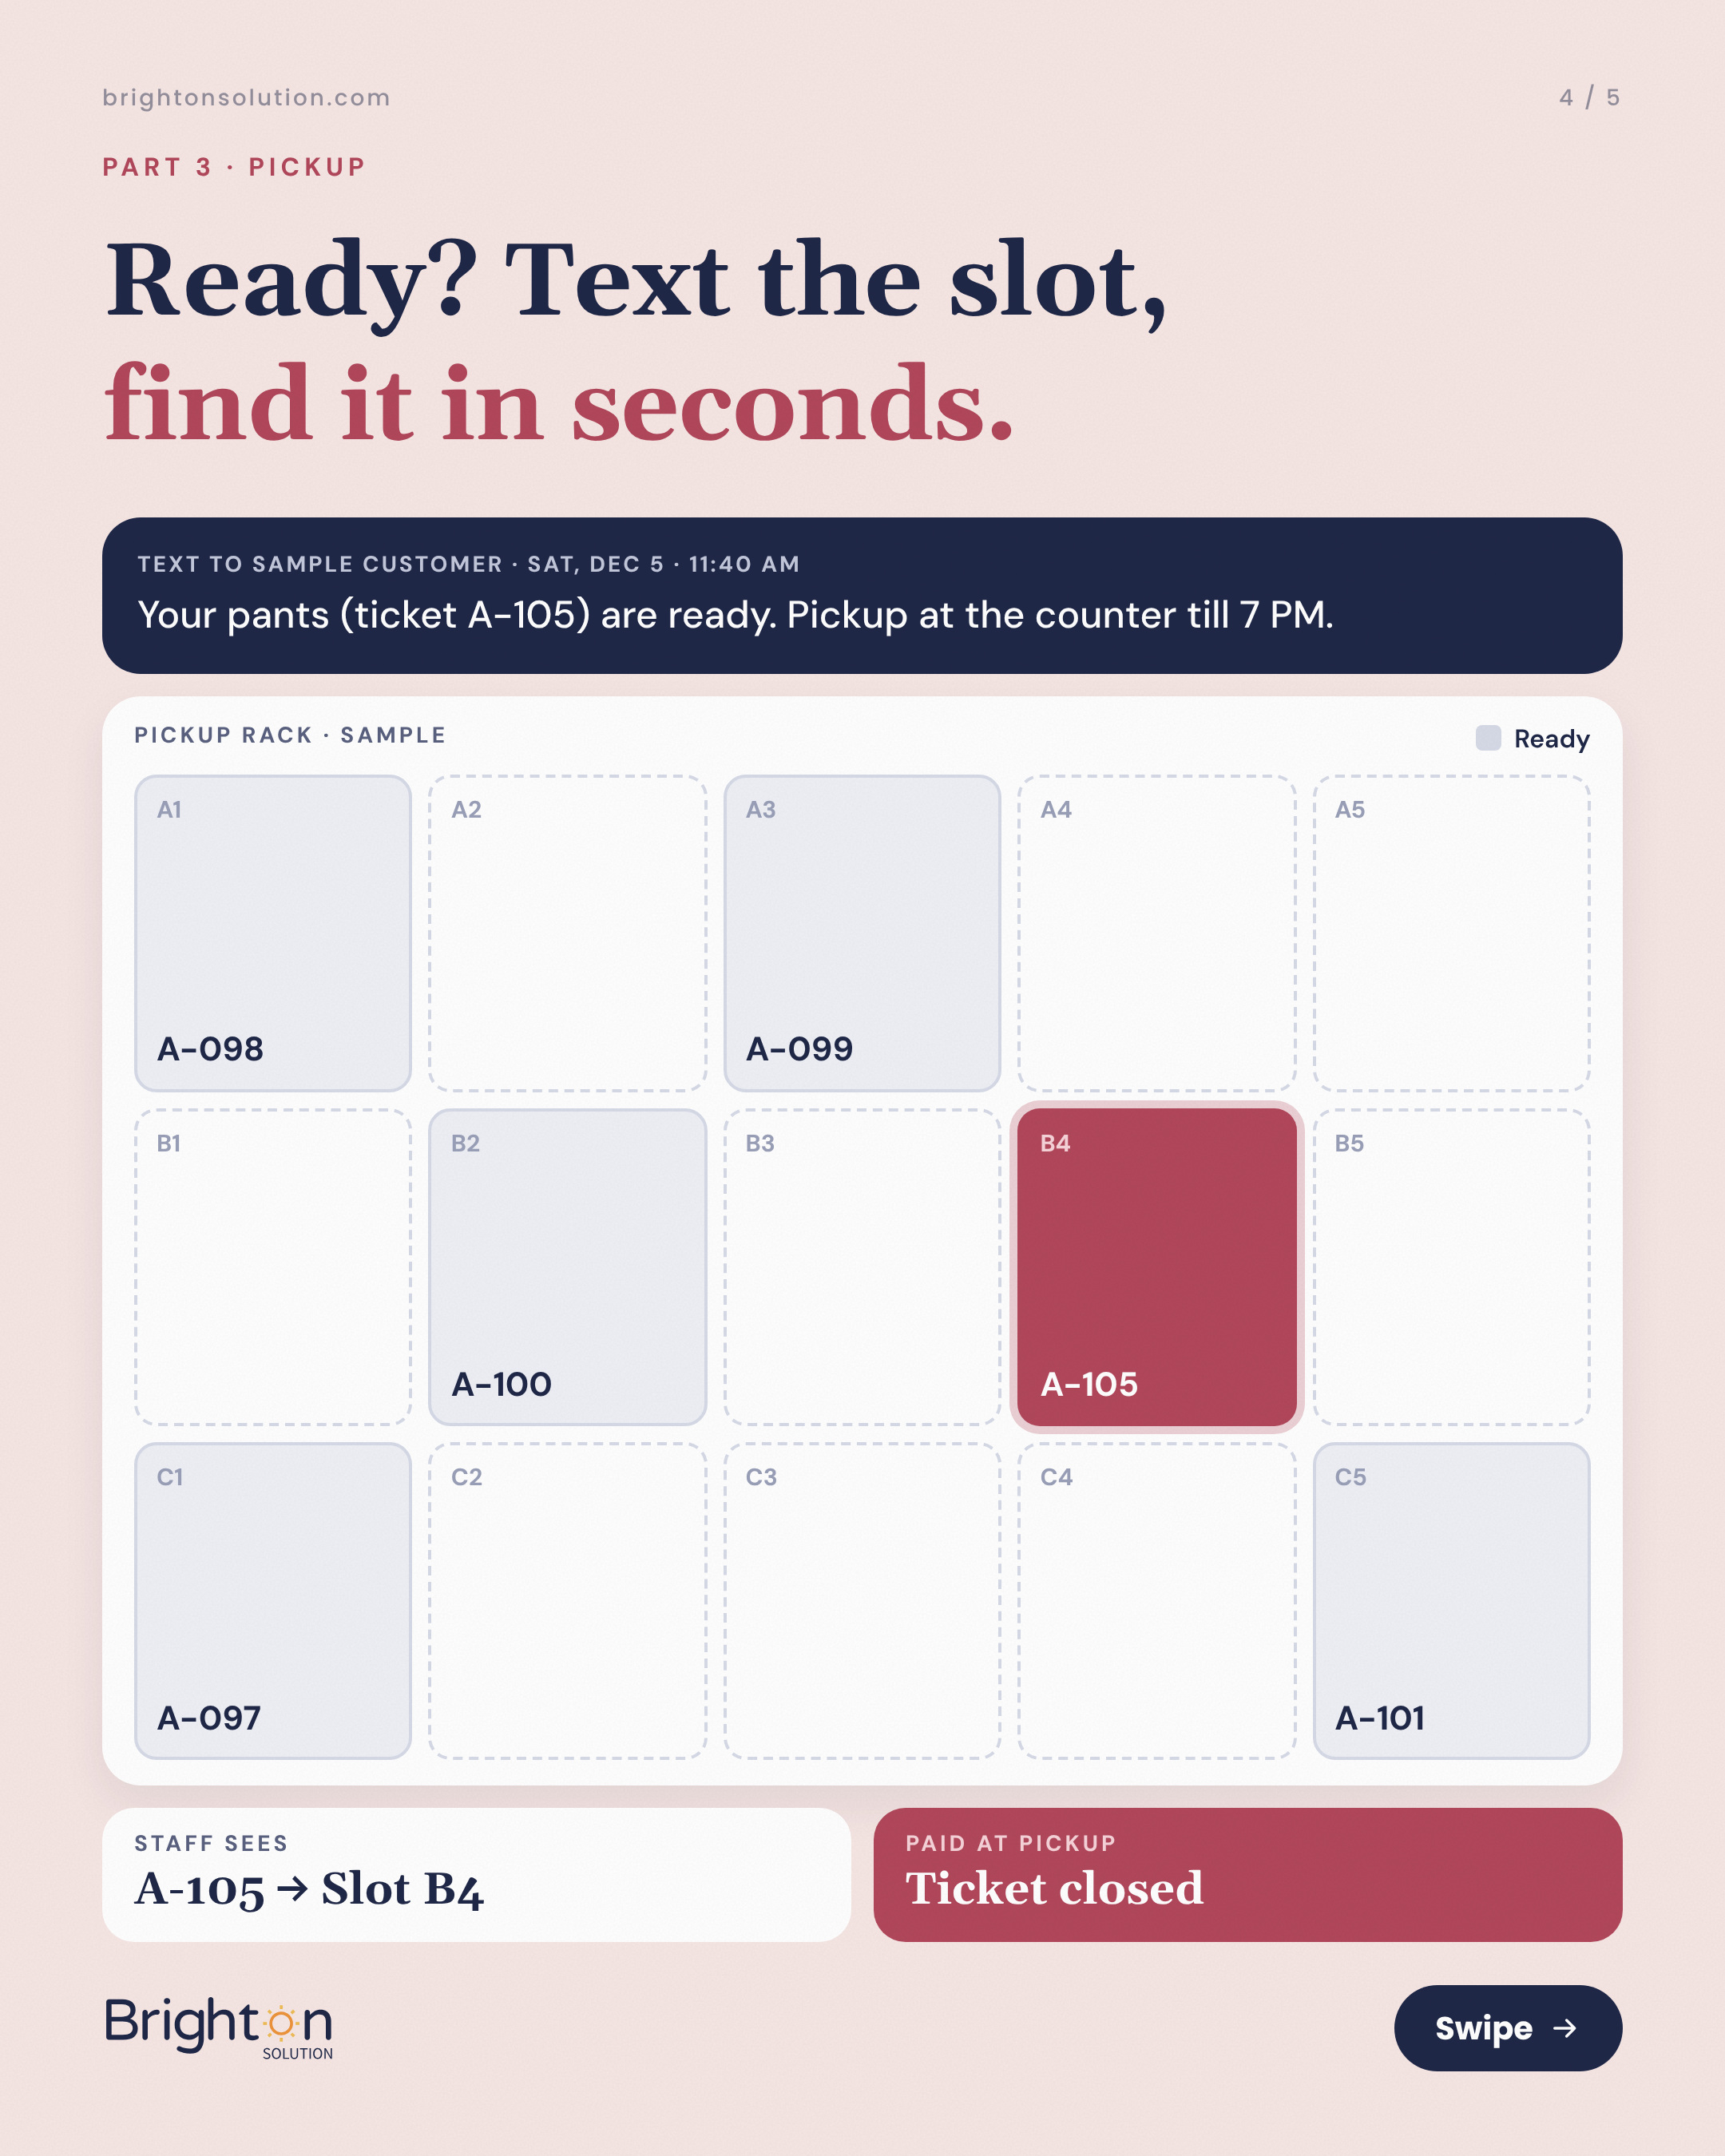 brightonsolution.com
4 / 5
PART 3 · PICKUP
Ready? Text the slot,
find it in seconds.
TEXT TO SAMPLE CUSTOMER · SAT, DEC 5 · 11:40 AM
Your pants (ticket A-105) are ready. Pickup at the counter till 7 PM.
PICKUP RACK · SAMPLE
Ready
A1
A2
A3
A4
A5
A-098
A-099
B1
B2
B3
B4
B5
A-100
A-105
C1
C2
C3
C4
C5
A-097
A-101
STAFF SEES
A-105 → Slot B4
PAID AT PICKUP
Ticket closed
Brighton
SOLUTION
Swipe →